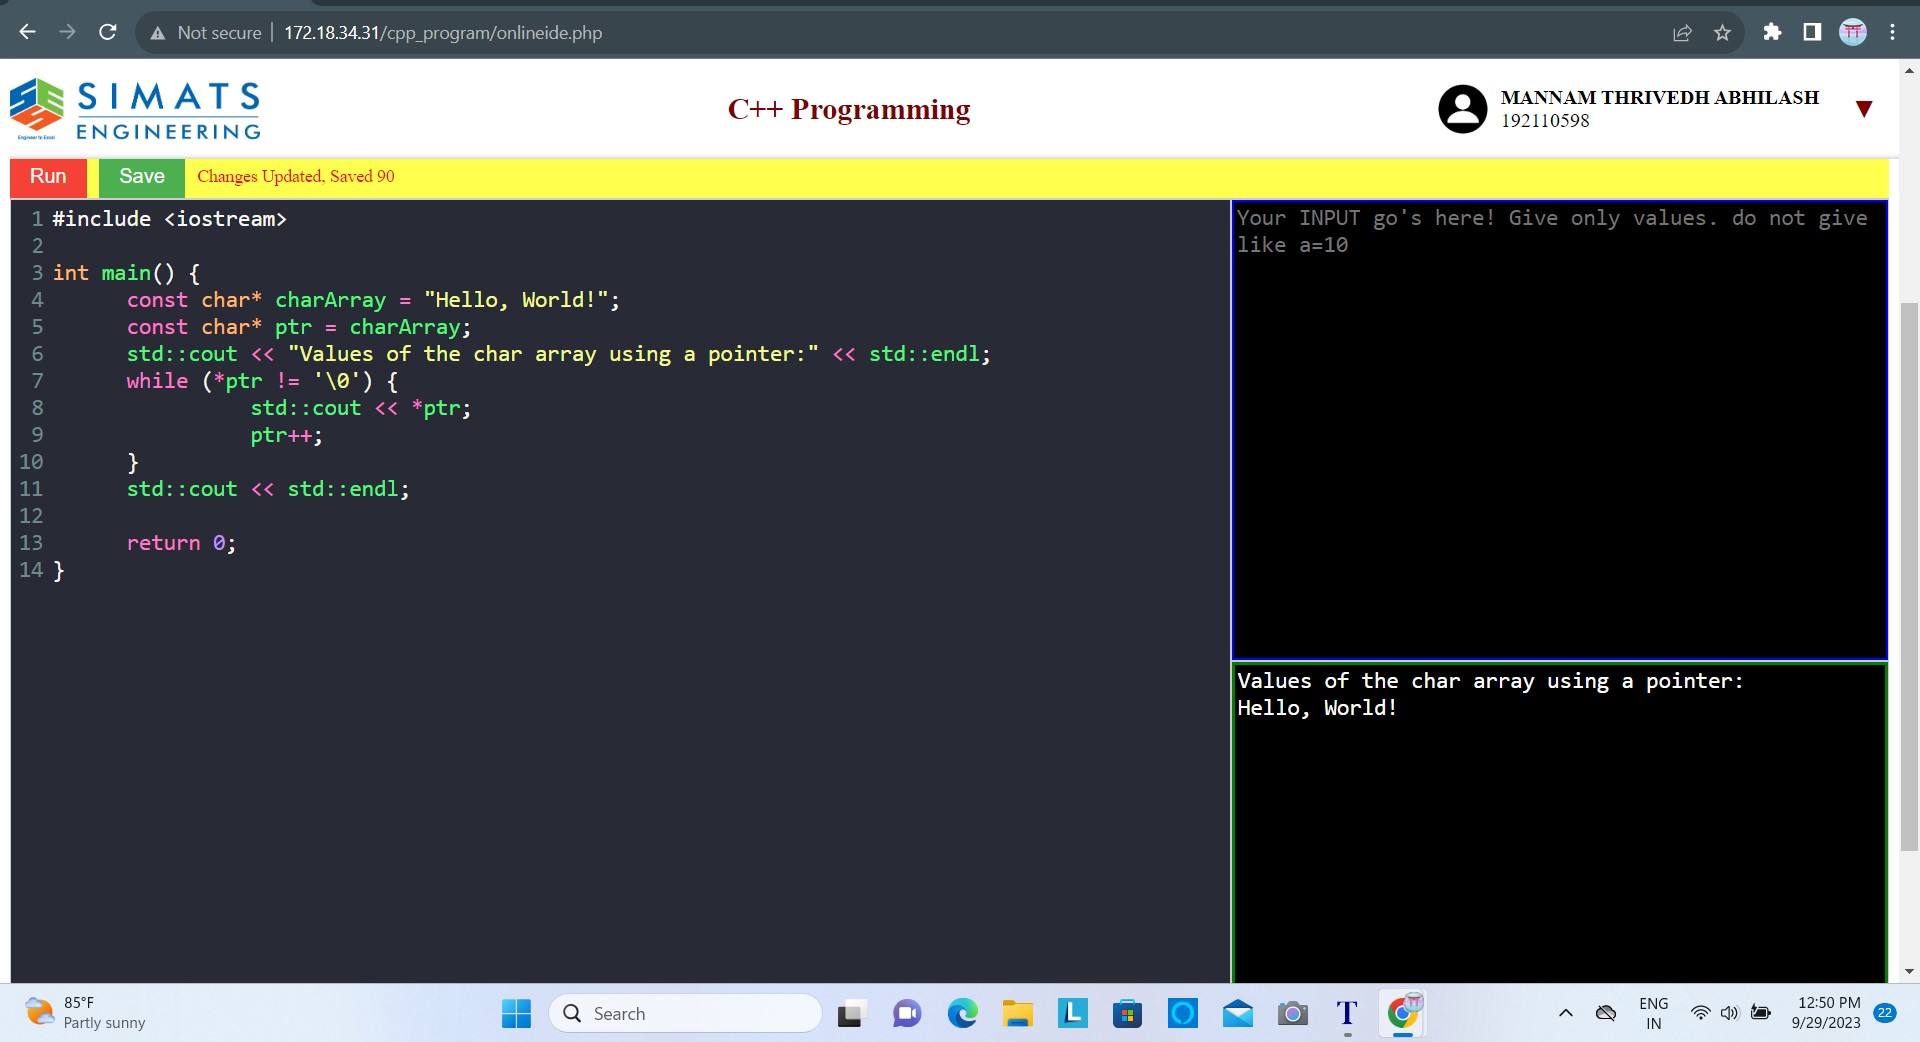 Not secure
172.18.34.31/cpp_program/onlineide.php
SIMATS
ENGINEERING
Engineer to Excel
C++ Programming
MANNAM THRIVEDH ABHILASH
192110598
Run
Save
Changes Updated, Saved 90
1 #include <iostream>
2
3 int main() {
4 const char* charArray = "Hello, World!";
5 const char* ptr = charArray;
6 std::cout << "Values of the char array using a pointer:" << std::endl;
7 while (*ptr != '\0') {
8 std::cout << *ptr;
9 ptr++;
10 }
11 std::cout << std::endl;
12
13 return 0;
14 }
Your INPUT go's here! Give only values. do not give
like a=10
Values of the char array using a pointer:
Hello, World!
85°F
Partly sunny
Search
L
T
ENG
IN
12:50 PM
9/29/2023
22